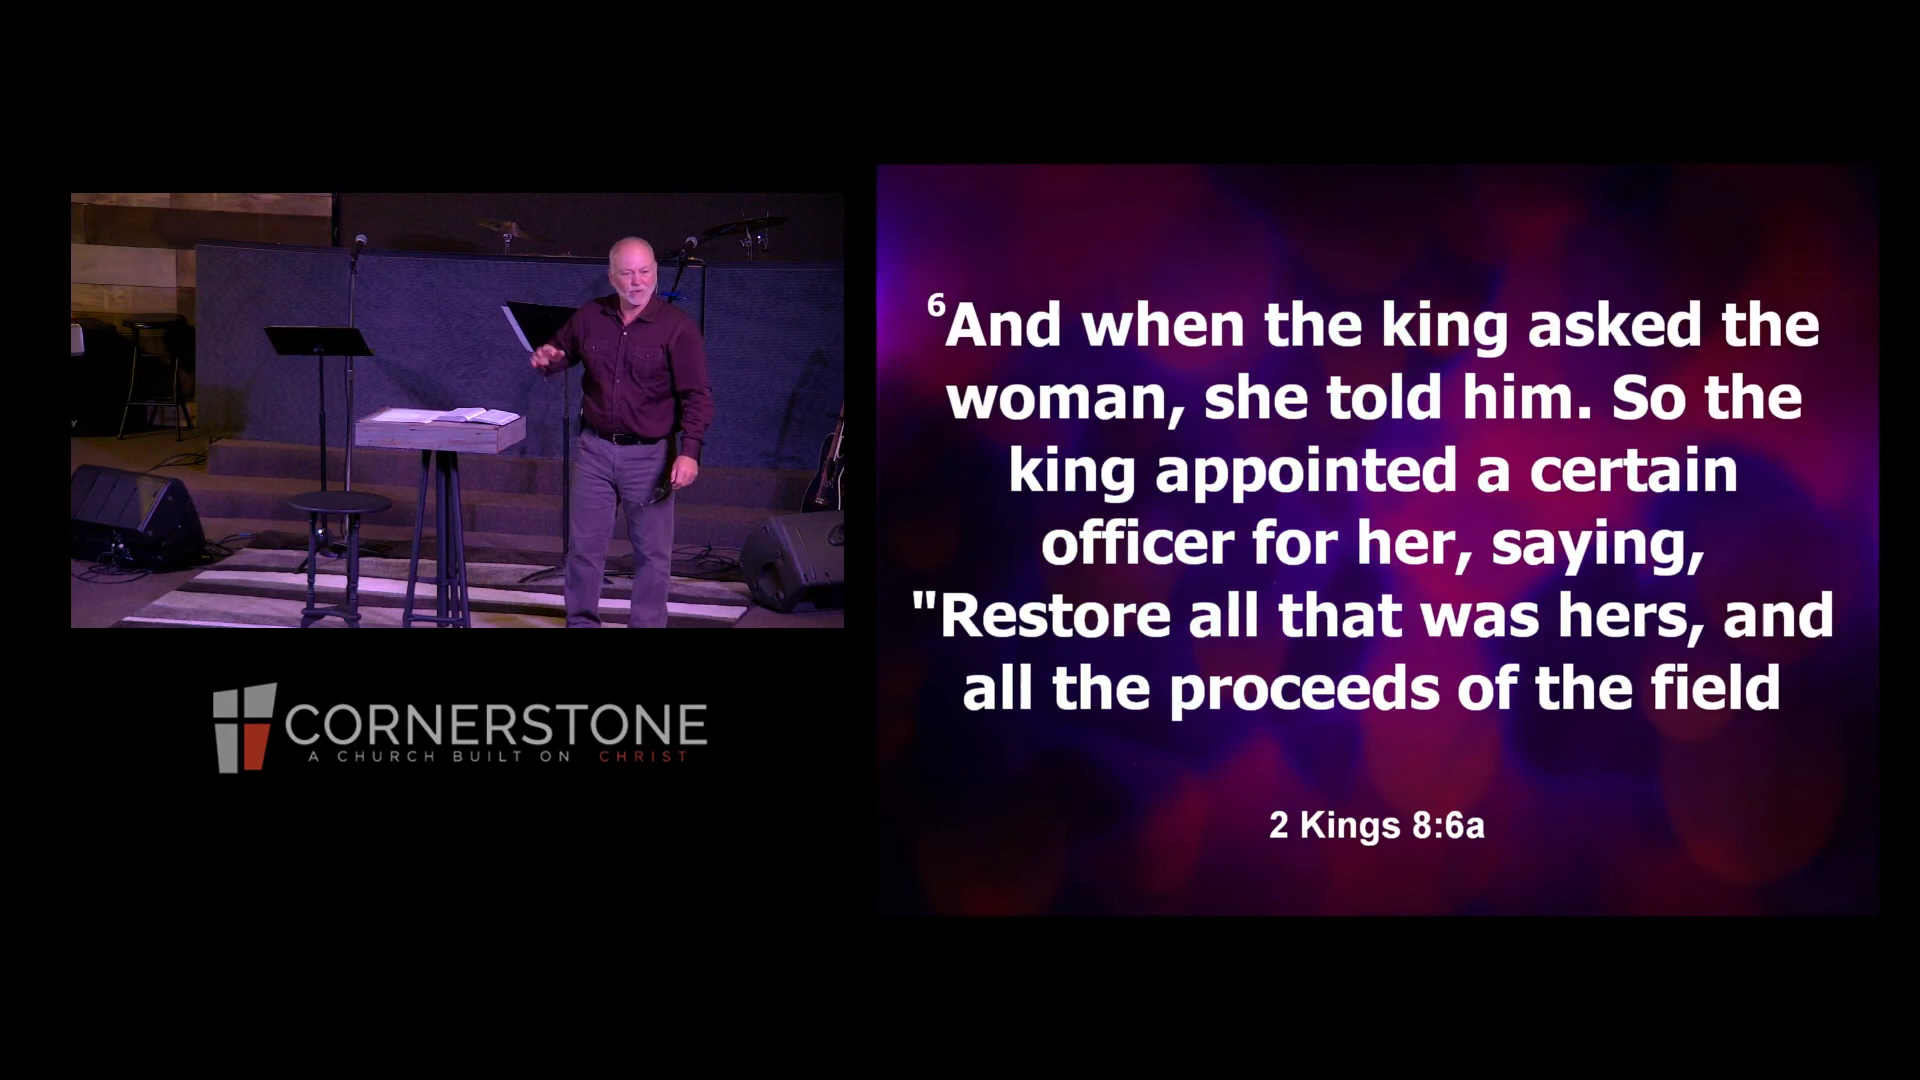 ⁶And when the king asked the
woman, she told him. So the
king appointed a certain
officer for her, saying,
"Restore all that was hers, and
all the proceeds of the field
2 Kings 8:6a
CORNERSTONE
A CHURCH BUILT ON CHRIST